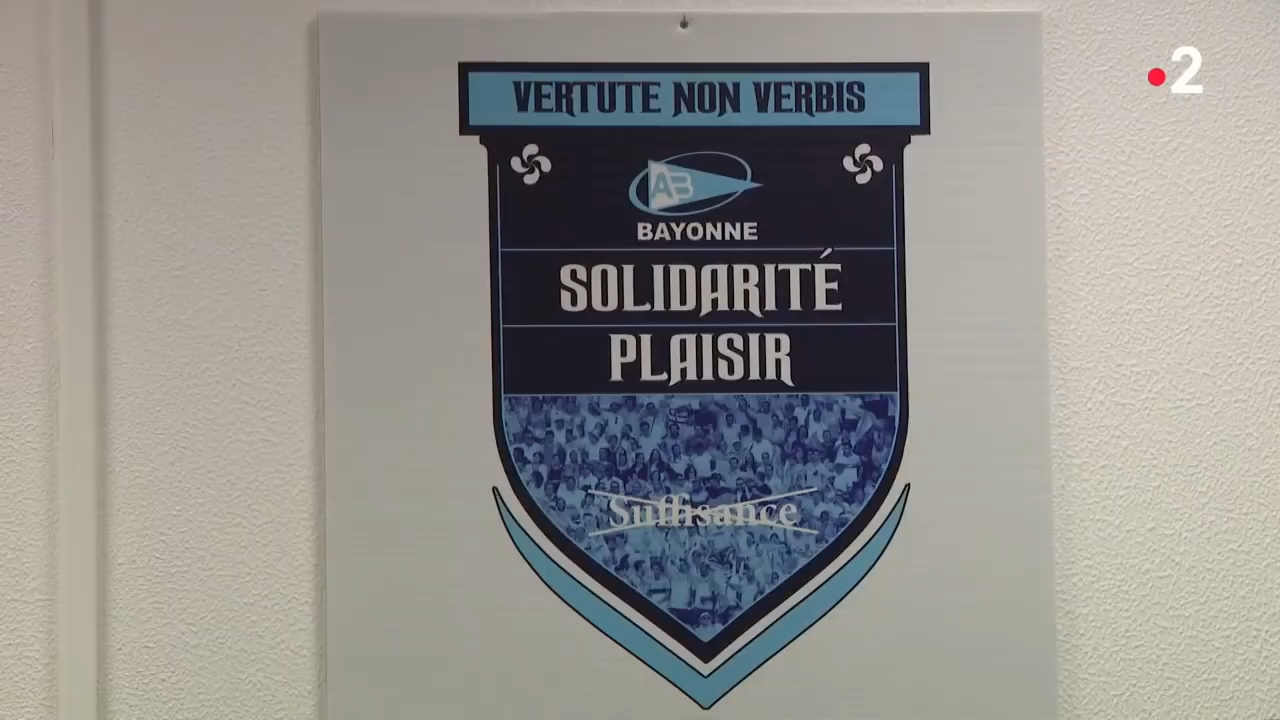 2
VERTUTE NON VERBIS
AB
BAYONNE
SOLIDARITÉ
PLAISIR
Suffisance